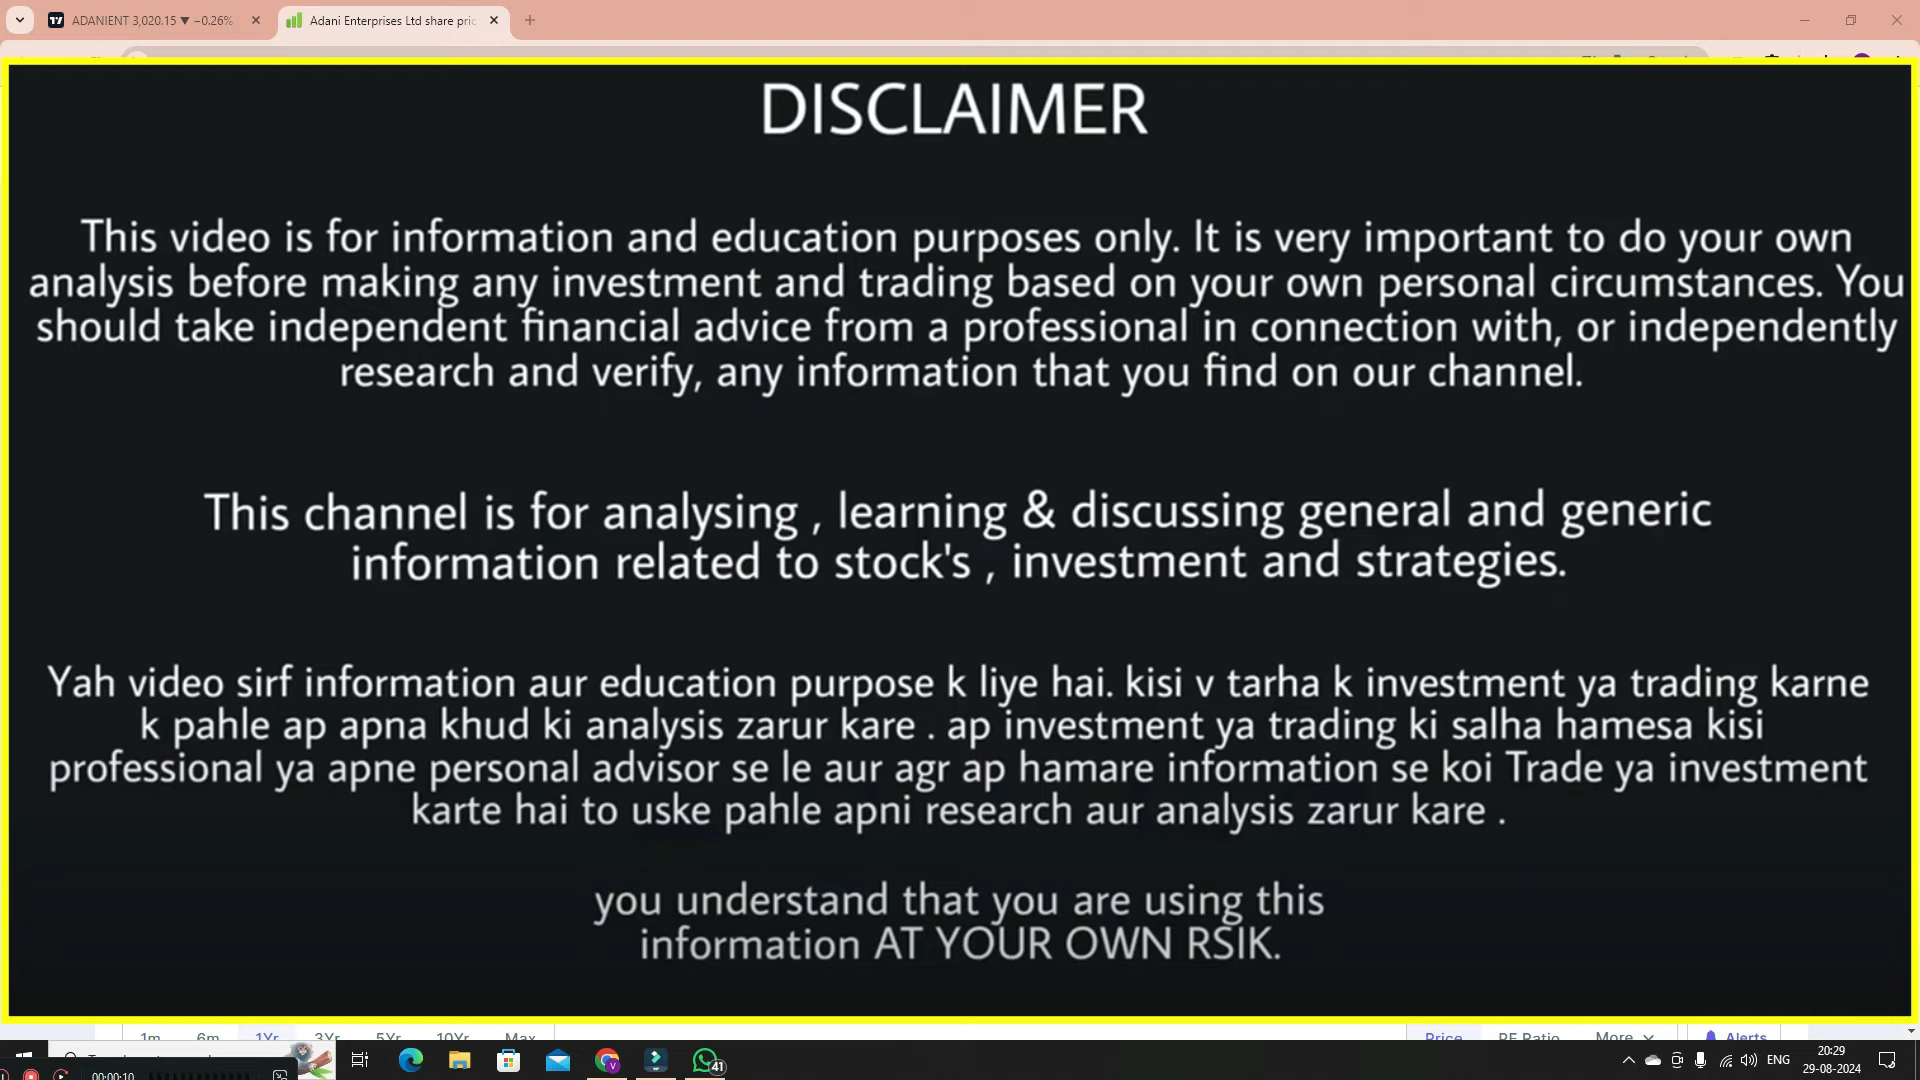 ADANIENT 3,020.15 ▼ −0.26%
Adani Enterprises Ltd share pric
DISCLAIMER
This video is for information and education purposes only. It is very important to do your own
analysis before making any investment and trading based on your own personal circumstances. You
should take independent financial advice from a professional in connection with, or independently
research and verify, any information that you find on our channel.
This channel is for analysing , learning & discussing general and generic
information related to stock's , investment and strategies.
Yah video sirf information aur education purpose k liye hai. kisi v tarha k investment ya trading karne
k pahle ap apna khud ki analysis zarur kare . ap investment ya trading ki salha hamesa kisi
professional ya apne personal advisor se le aur agr ap hamare information se koi Trade ya investment
karte hai to uske pahle apni research aur analysis zarur kare .
you understand that you are using this
information AT YOUR OWN RSIK.
1m 6m 1Yr 3Yr 5Yr 10Yr Max Price PE Ratio More Alerts
41 ENG 20:29
29-08-2024
00:00:10